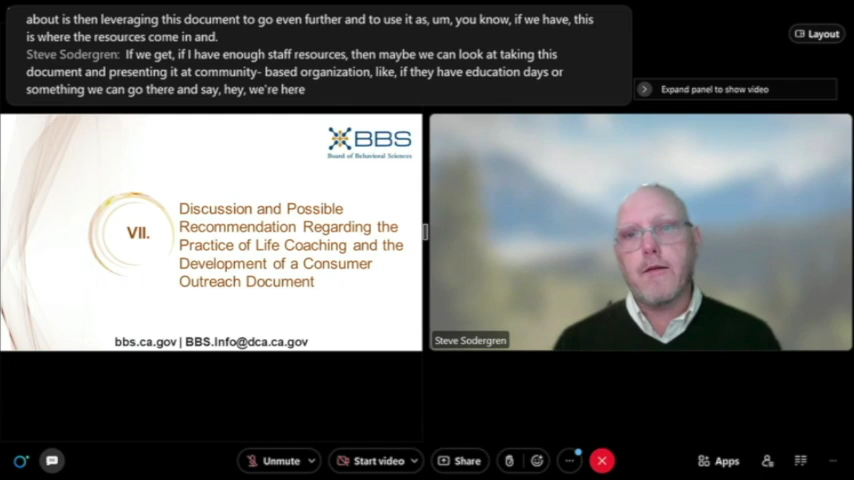 about is then leveraging this document to go even further and to use it as, um, you know, if we have, this
is where the resources come in and.
Steve Sodergren: If we get, if I have enough staff resources, then maybe we can look at taking this
document and presenting it at community- based organization, like, if they have education days or
something we can go there and say, hey, we're here
Layout
Expand panel to show video
BBS
Board of Behavioral Sciences
VII.
Discussion and Possible
Recommendation Regarding the
Practice of Life Coaching and the
Development of a Consumer
Outreach Document
bbs.ca.gov | BBS.Info@dca.ca.gov
Steve Sodergren
Unmute
Start video
Share
Apps